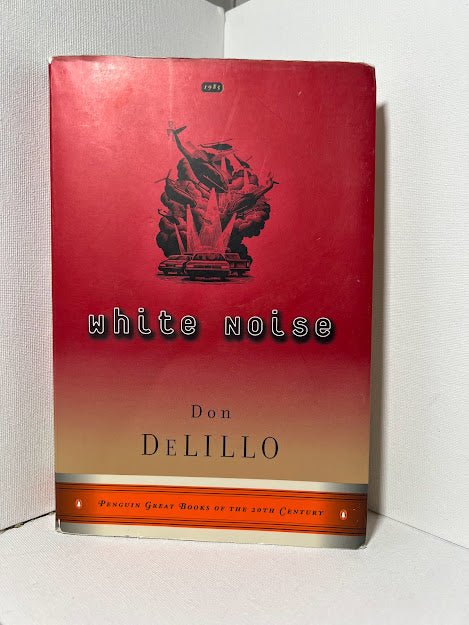 1985
white noise
Don
DeLILLO
Penguin Great Books of the 20th Century